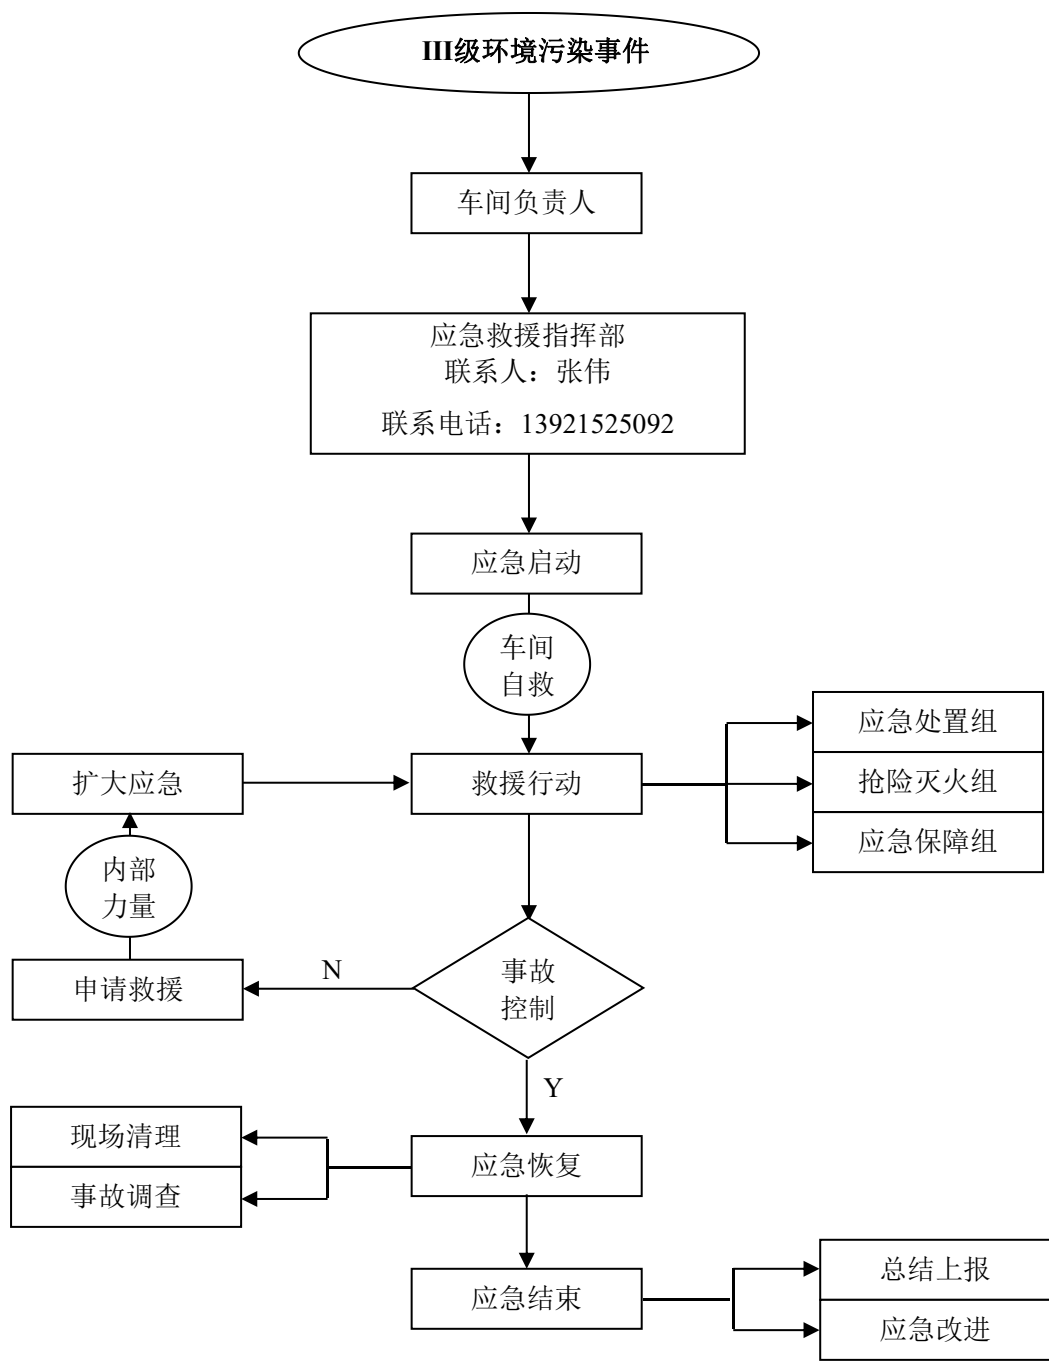 III级环境污染事件
车间负责人
应急救援指挥部
联系人：张伟
联系电话：13921525092
应急启动
车间
自救
应急处置组
扩大应急
救援行动
抢险灭火组
应急保障组
内部
力量
申请救援
N
事故
控制
Y
现场清理
应急恢复
事故调查
总结上报
应急结束
应急改进